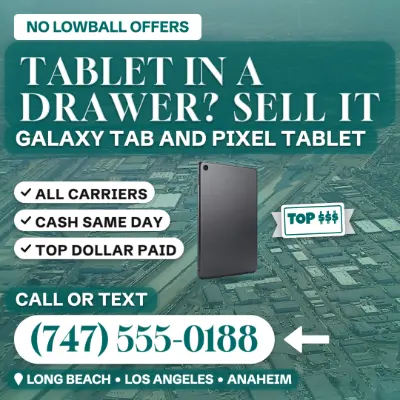 NO LOWBALL OFFERS
TABLET IN A
DRAWER? SELL IT
GALAXY TAB AND PIXEL TABLET
ALL CARRIERS
CASH SAME DAY
TOP DOLLAR PAID
TOP $$$
CALL OR TEXT
(747) 555-0188
LONG BEACH • LOS ANGELES • ANAHEIM